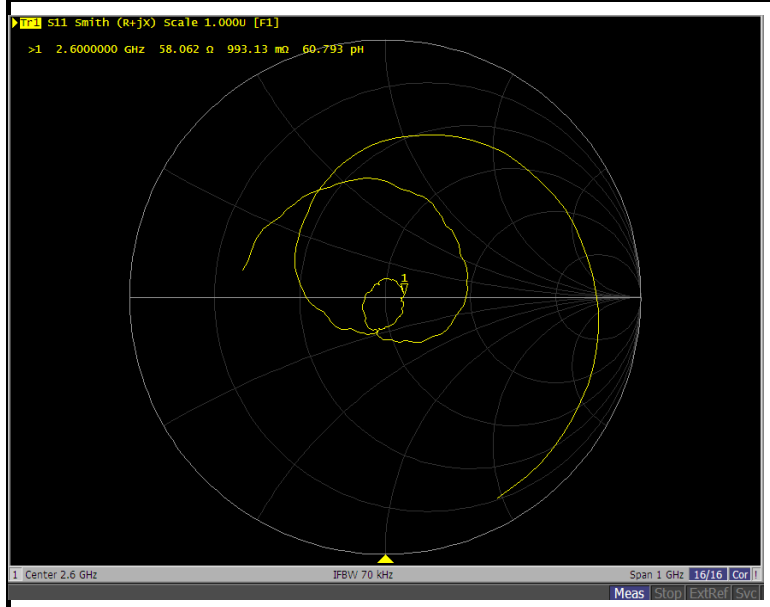 Tr1 S11 Smith (R+jX) Scale 1.000U [F1]
>1 2.6000000 GHz 58.062 Ω 993.13 mΩ 60.793 pH
1
1 Center 2.6 GHz IFBW 70 kHz Span 1 GHz 16/16 Cor !
Meas Stop ExtRef Svc